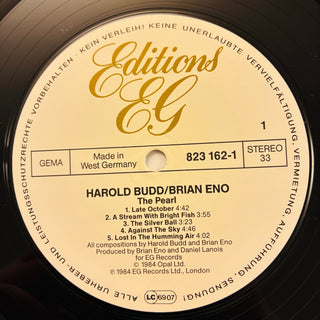 ALLE URHEBER- UND LEISTUNGSSCHUTZRECHTE VORBEHALTEN · KEIN VERLEIH! KEINE UNERLAUBTE VERVIELFÄLTIGUNG, VERMIETUNG, AUFFÜHRUNG, SENDUNG!
Editions
EG
1
GEMA
Made in
West Germany
823 162-1
STEREO
33
HAROLD BUDD/BRIAN ENO
The Pearl
1. Late October 4:42
2. A Stream With Bright Fish 3:55
3. The Silver Ball 3:23
4. Against The Sky 4:46
5. Lost In The Humming Air 4:09
All compositions by Harold Budd and Brian Eno
Produced by Brian Eno and Daniel Lanois
for EG Records
℗ 1984 Opal Ltd.
© 1984 EG Records Ltd., London
LC 6907